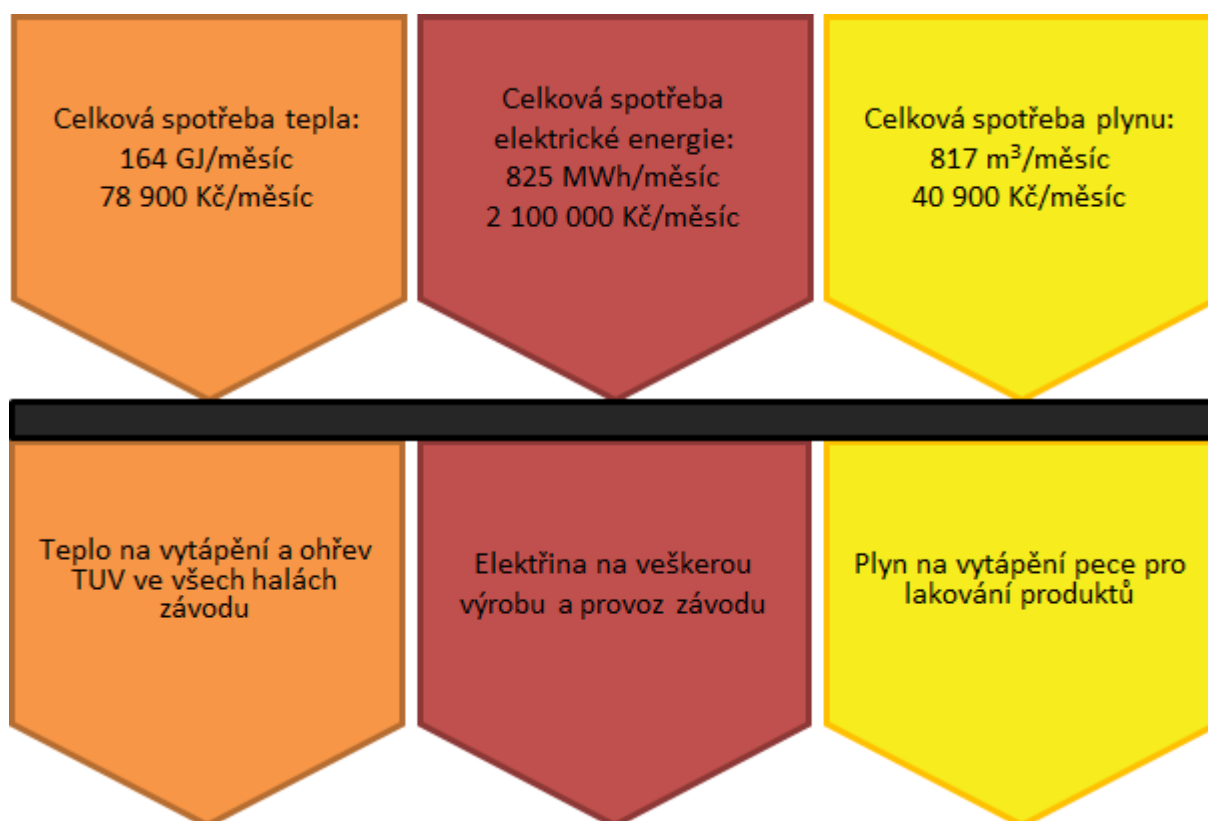 Celková spotřeba tepla:
164 GJ/měsíc
78 900 Kč/měsíc
Celková spotřeba
elektrické energie:
825 MWh/měsíc
2 100 000 Kč/měsíc
Celková spotřeba plynu:
817 m³/měsíc
40 900 Kč/měsíc
Teplo na vytápění a ohřev
TUV ve všech halách
závodu
Elektřina na veškerou
výrobu a provoz závodu
Plyn na vytápění pece pro
lakování produktů